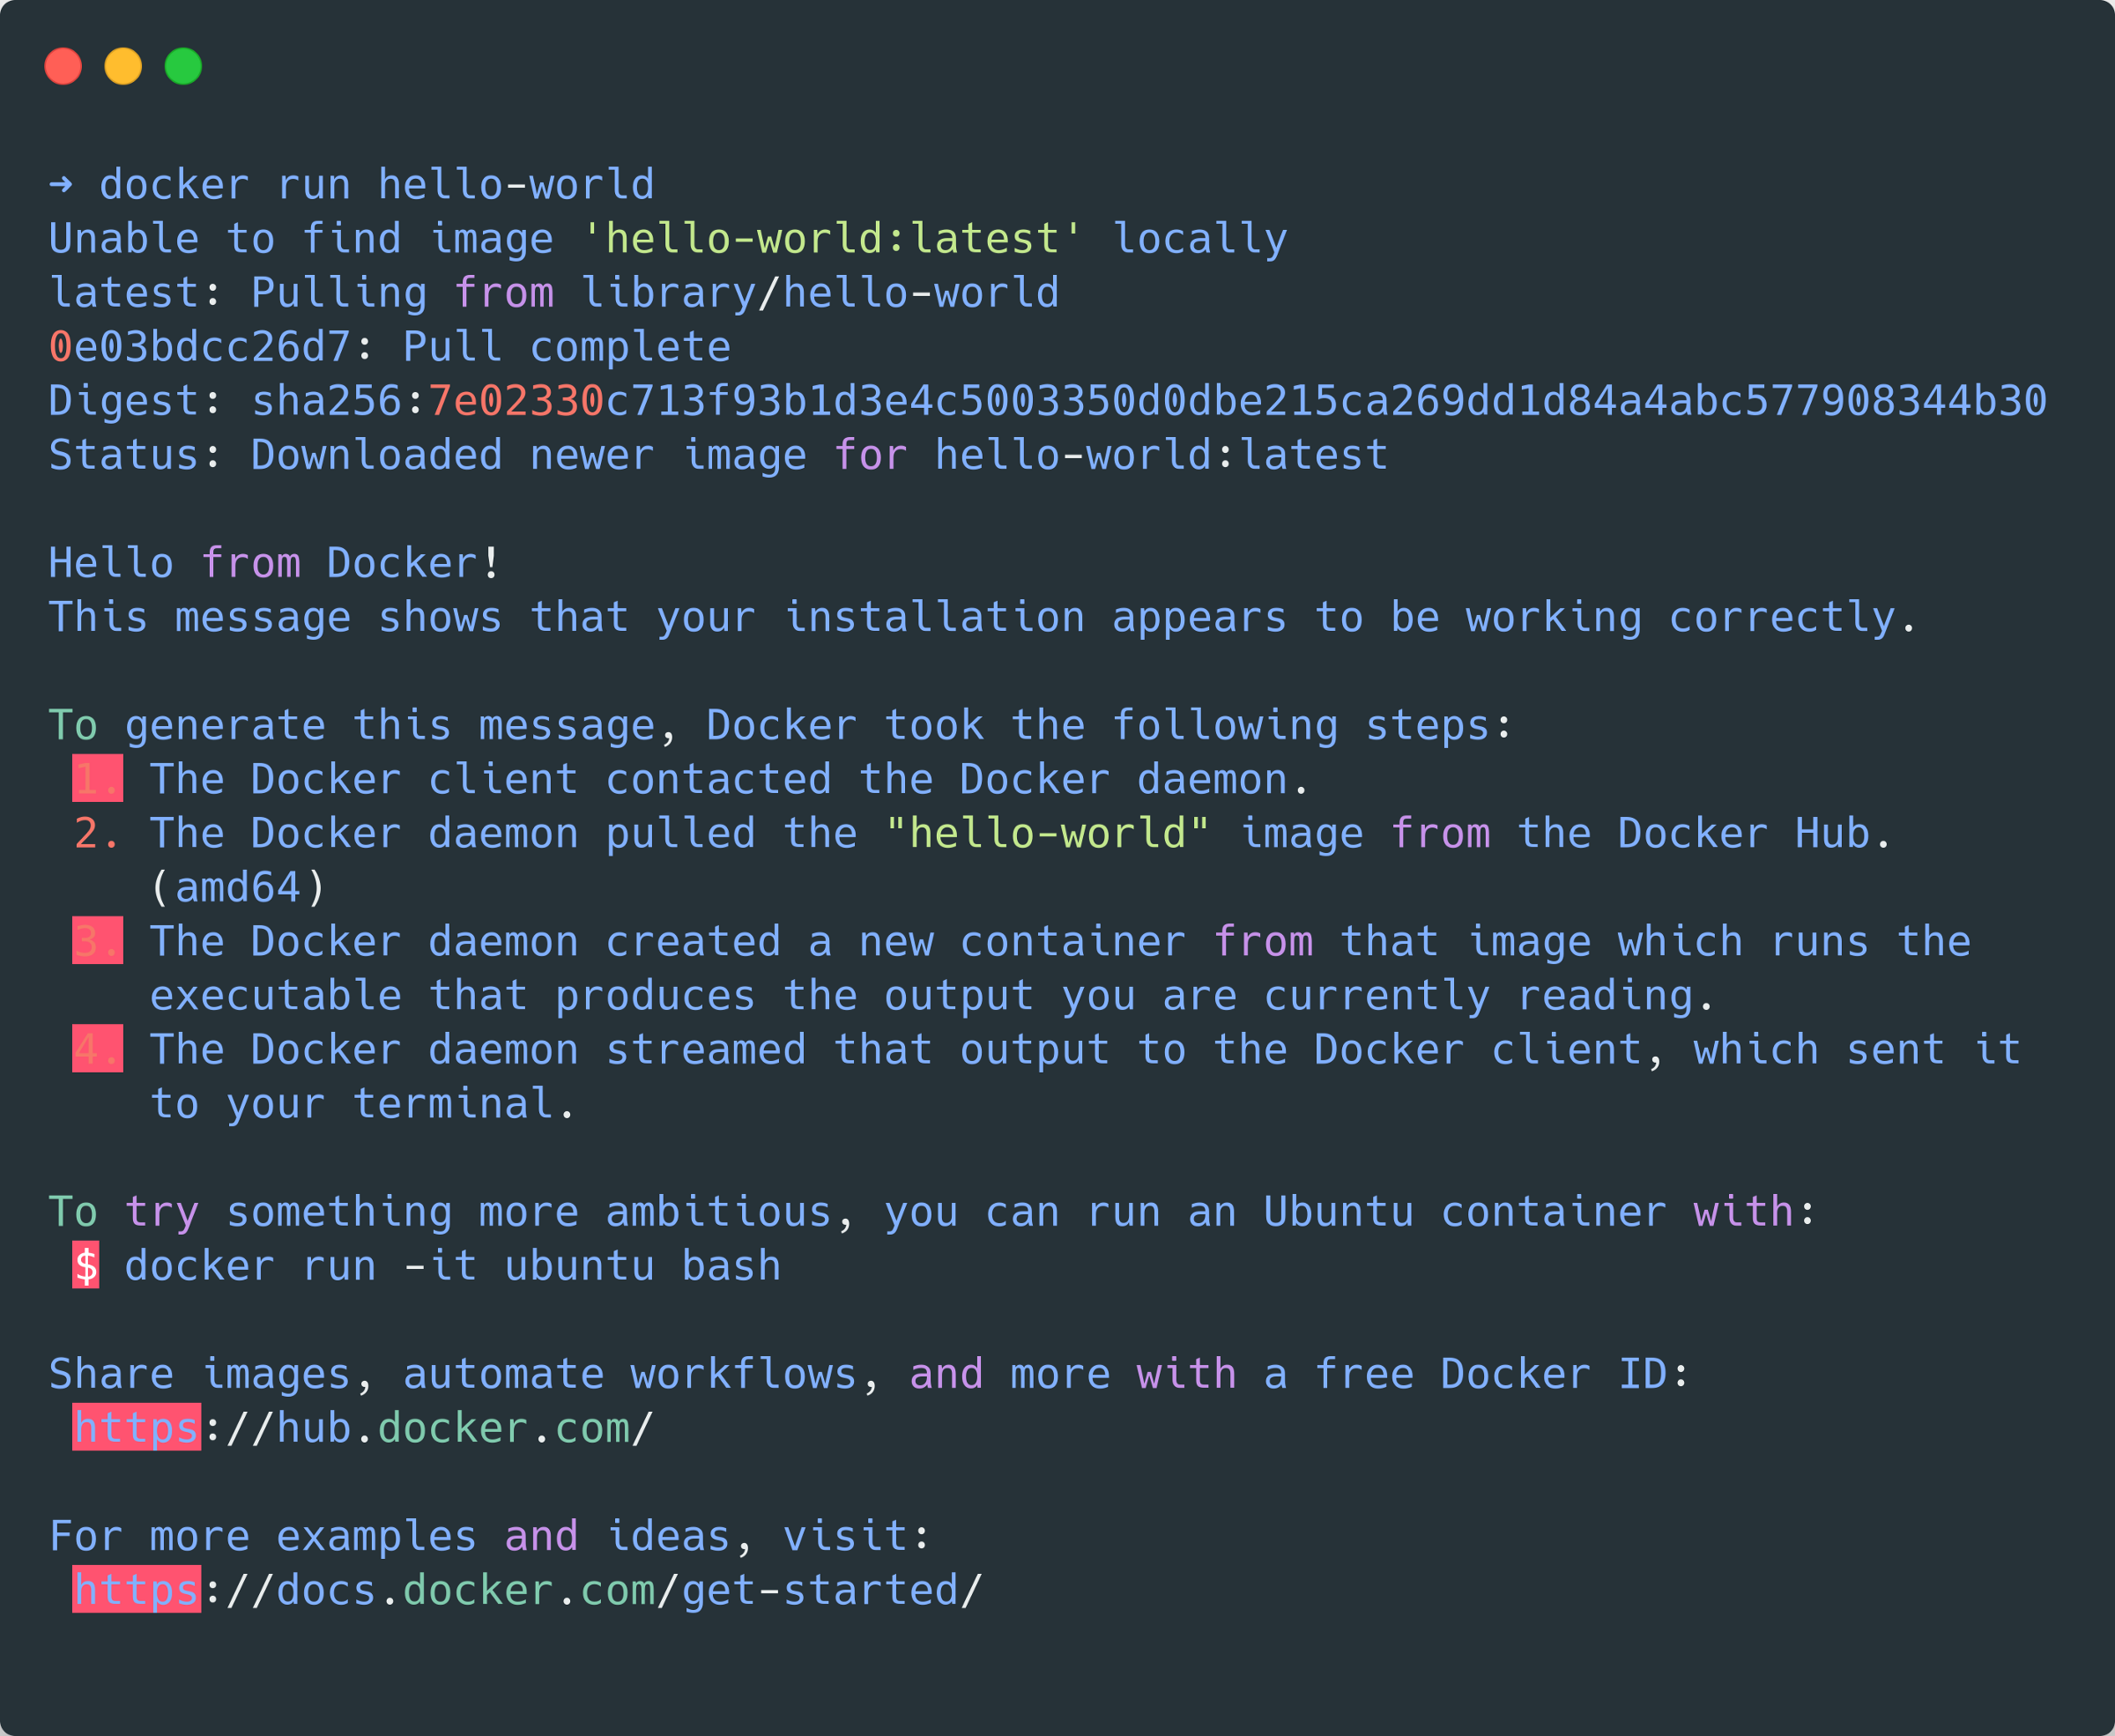 ➜ docker run hello-world
Unable to find image 'hello-world:latest' locally
latest: Pulling from library/hello-world
0e03bdcc26d7: Pull complete
Digest: sha256:7e02330c713f93b1d3e4c5003350d0dbe215ca269dd1d84a4abc577908344b30
Status: Downloaded newer image for hello-world:latest

Hello from Docker!
This message shows that your installation appears to be working correctly.

To generate this message, Docker took the following steps:
 1. The Docker client contacted the Docker daemon.
 2. The Docker daemon pulled the "hello-world" image from the Docker Hub.
    (amd64)
 3. The Docker daemon created a new container from that image which runs the
    executable that produces the output you are currently reading.
 4. The Docker daemon streamed that output to the Docker client, which sent it
    to your terminal.

To try something more ambitious, you can run an Ubuntu container with:
 $ docker run -it ubuntu bash

Share images, automate workflows, and more with a free Docker ID:
 https://hub.docker.com/

For more examples and ideas, visit:
 https://docs.docker.com/get-started/